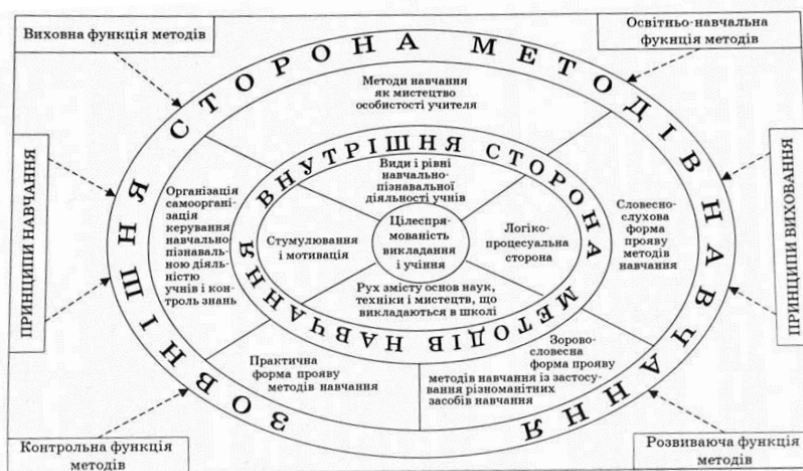 Виховна функція методів
Освітньо-навчальна
фукнція методів
ЗОВНІШНЯ СТОРОНА МЕТОДІВ НАВЧАННЯ
Методи навчання
як мистецтво
особистості учителя
ПРИНЦИПИ НАВЧАННЯ
ПРИНЦИПИ ВИХОВАННЯ
ВНУТРІШНЯ СТОРОНА МЕТОДІВ НАВЧАННЯ
Види і рівні
навчально-
пізнавальної
діяльності учнів
Організація
самооргані-
зація
керування
навчально
пізнаваль-
ною діяль-
ністю
учнів і кон-
троль знань
Стумулювання
і мотивація
Цілеспря-
мованість
викладання
і учіння
Логіко-
процесуальна
сторона
Словесно-
слухова
форма
прояву
методів
навчання
Рух змісту основ наук,
техніки і мистецтв, що
викладаються в школі
Практична
форма прояву
методів навчання
Зорово-
словесна
форма прояву
методів навчання із застосу-
вання різноманітних
засобів навчання
Контрольна функція
методів
Розвиваюча функція
методів